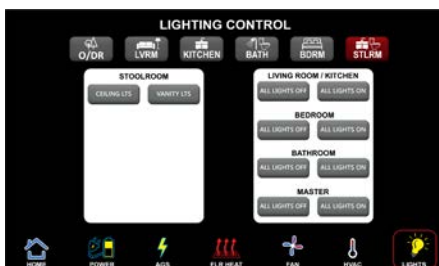 LIGHTING CONTROL
O/DR LVRM KITCHEN BATH BDRM STLRM
STOOLROOM
CEILING LTS VANITY LTS
LIVING ROOM / KITCHEN
ALL LIGHTS OFF ALL LIGHTS ON
BEDROOM
ALL LIGHTS OFF ALL LIGHTS ON
BATHROOM
ALL LIGHTS OFF ALL LIGHTS ON
MASTER
ALL LIGHTS OFF ALL LIGHTS ON
HOME POWER AGS FLR HEAT FAN HVAC LIGHTS